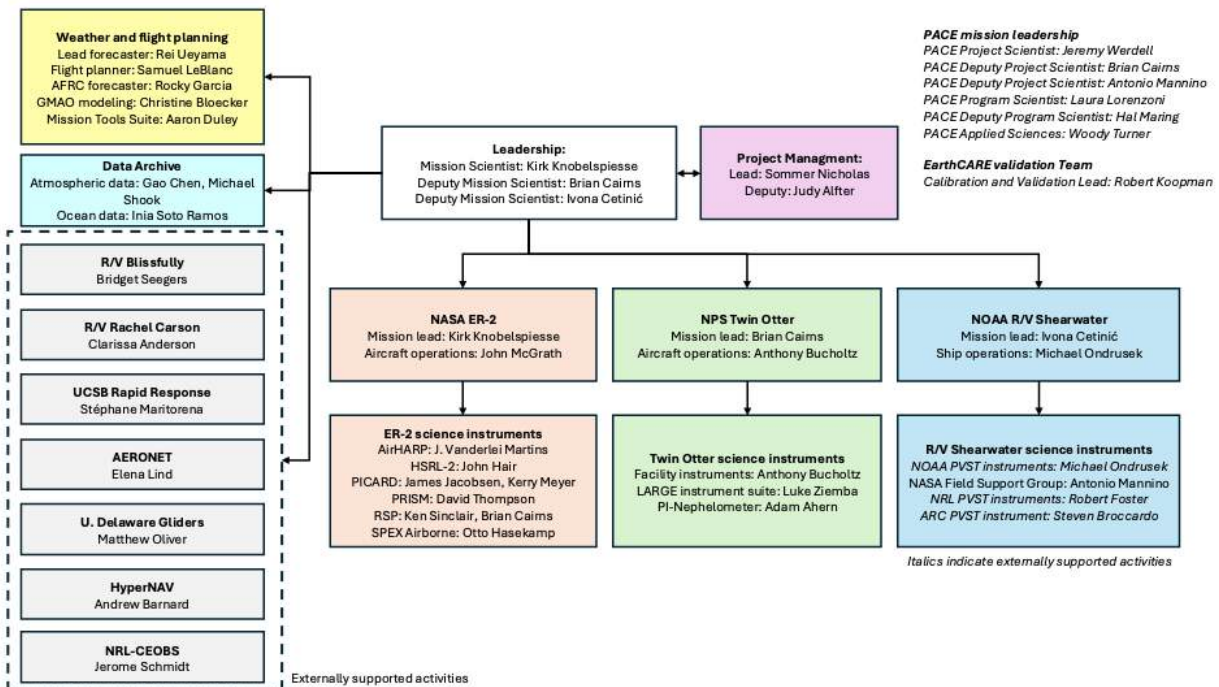 Weather and flight planning
Lead forecaster: Rei Ueyama
Flight planner: Samuel LeBlanc
AFRC forecaster: Rocky Garcia
GMAO modeling: Christine Bloecker
Mission Tools Suite: Aaron Duley
Data Archive
Atmospheric data: Gao Chen, Michael
Shook
Ocean data: Inia Soto Ramos
R/V Blissfully
Bridget Seegers
R/V Rachel Carson
Clarissa Anderson
UCSB Rapid Response
Stéphane Maritorena
AERONET
Elena Lind
U. Delaware Gliders
Matthew Oliver
HyperNAV
Andrew Barnard
NRL-CEOBS
Jerome Schmidt
Externally supported activities
Leadership:
Mission Scientist: Kirk Knobelspiesse
Deputy Mission Scientist: Brian Cairns
Deputy Mission Scientist: Ivona Cetinić
Project Managment:
Lead: Sommer Nicholas
Deputy: Judy Alfter
PACE mission leadership
PACE Project Scientist: Jeremy Werdell
PACE Deputy Project Scientist: Brian Cairns
PACE Deputy Project Scientist: Antonio Mannino
PACE Program Scientist: Laura Lorenzoni
PACE Deputy Program Scientist: Hal Maring
PACE Applied Sciences: Woody Turner
EarthCARE validation Team
Calibration and Validation Lead: Robert Koopman
NASA ER-2
Mission lead: Kirk Knobelspiesse
Aircraft operations: John McGrath
NPS Twin Otter
Mission lead: Brian Cairns
Aircraft operations: Anthony Bucholtz
NOAA R/V Shearwater
Mission lead: Ivona Cetinić
Ship operations: Michael Ondrusek
ER-2 science instruments
AirHARP: J. Vanderlei Martins
HSRL-2: John Hair
PICARD: James Jacobsen, Kerry Meyer
PRISM: David Thompson
RSP: Ken Sinclair, Brian Cairns
SPEX Airborne: Otto Hasekamp
Twin Otter science instruments
Facility instruments: Anthony Bucholtz
LARGE instrument suite: Luke Ziemba
PI-Nephelometer: Adam Ahern
R/V Shearwater science instruments
NOAA PVST instruments: Michael Ondrusek
NASA Field Support Group: Antonio Mannino
NRL PVST instruments: Robert Foster
ARC PVST instrument: Steven Broccardo
Italics indicate externally supported activities